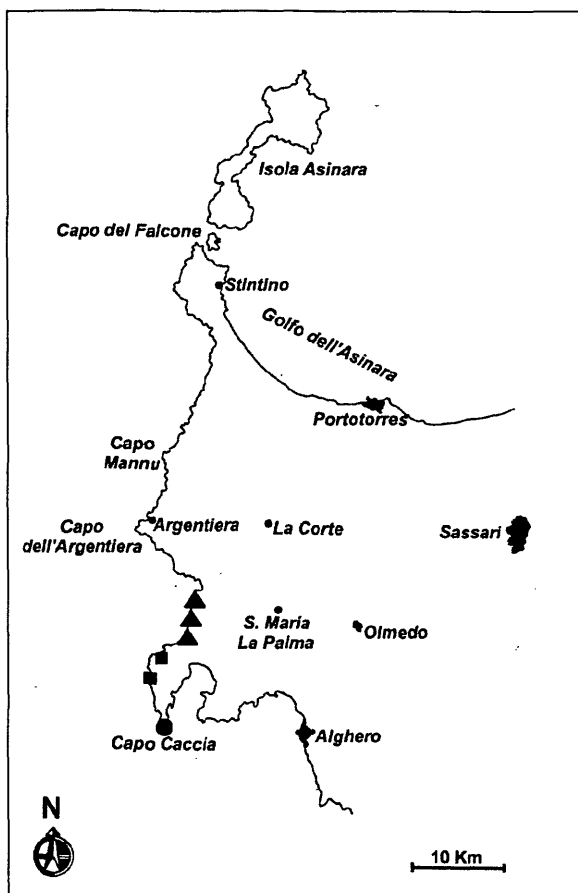 Isola Asinara
Capo del Falcone
Stintino
Golfo dell'Asinara
Portotorres
Capo
Mannu
Argentiera
La Corte
Capo
dell'Argentiera
Sassari
S. Maria
La Palma
Olmedo
Capo Caccia
Alghero
N
10 Km